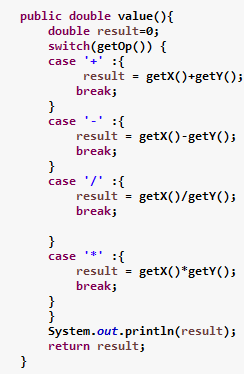 public double value(){
    double result=0;
    switch(getOp()) {
    case '+' :{
         result = getX()+getY();
        break;
    }
    case '-' :{
        result = getX()-getY();
        break;
    }
    case '/' :{
        result = getX()/getY();
        break;

    }
    case '*' :{
        result = getX()*getY();
        break;
    }
    }
    System.out.println(result);
    return result;
}